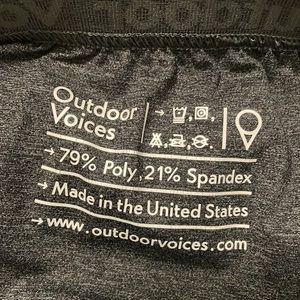 Outdoor
Voices
→ 79% Poly, 21% Spandex
→ Made in the United States
→ www.outdoorvoices.com